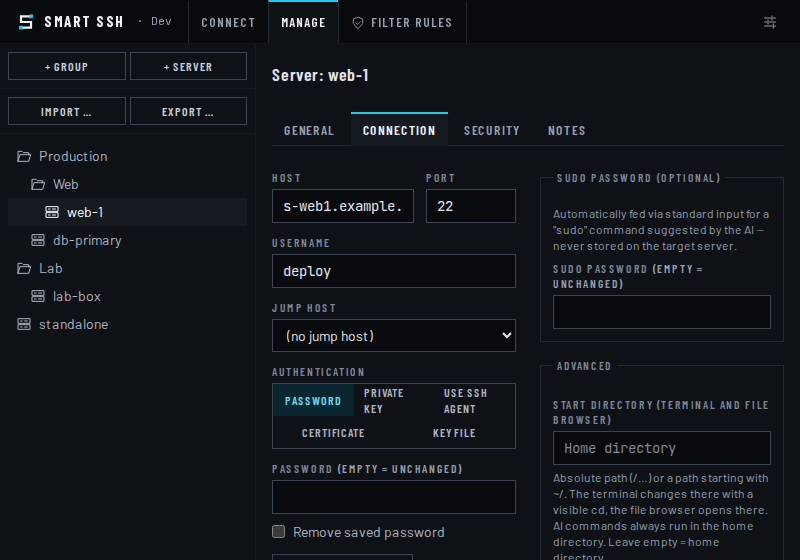 SMART SSH · Dev CONNECT MANAGE FILTER RULES
+ GROUP + SERVER
IMPORT ... EXPORT ...
Production
Web
web-1
db-primary
Lab
lab-box
standalone
Server: web-1
GENERAL CONNECTION SECURITY NOTES
HOST PORT
s-web1.example. 22
USERNAME
deploy
JUMP HOST
(no jump host)
AUTHENTICATION
PASSWORD PRIVATE KEY USE SSH AGENT
CERTIFICATE KEY FILE
PASSWORD (EMPTY = UNCHANGED)
Remove saved password
SUDO PASSWORD (OPTIONAL)
Automatically fed via standard input for a
"sudo" command suggested by the AI —
never stored on the target server.
SUDO PASSWORD (EMPTY =
UNCHANGED)
ADVANCED
START DIRECTORY (TERMINAL AND FILE
BROWSER)
Home directory
Absolute path (/...) or a path starting with
~/. The terminal changes there with a
visible cd, the file browser opens there.
AI commands always run in the home
directory. Leave empty = home
directory.